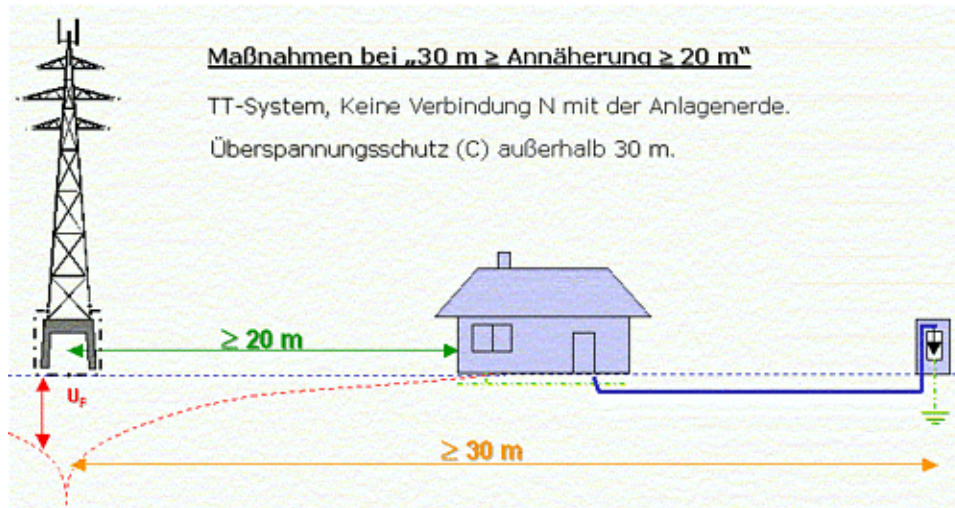 Maßnahmen bei „30 m ≥ Annäherung ≥ 20 m“
TT-System, Keine Verbindung N mit der Anlagenerde.
Überspannungsschutz (C) außerhalb 30 m.
≥ 20 m
UF
≥ 30 m